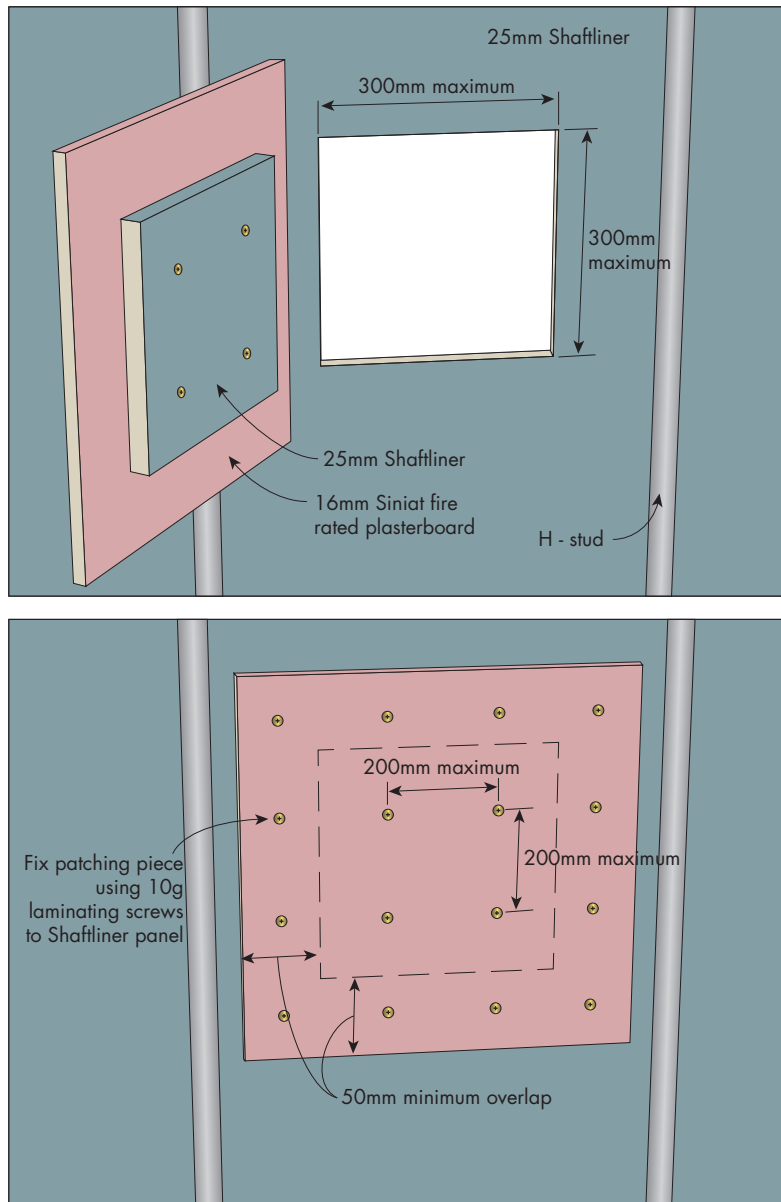 25mm Shaftliner
300mm maximum
300mm
maximum
25mm Shaftliner
16mm Siniat fire
rated plasterboard
H - stud
200mm maximum
200mm maximum
Fix patching piece
using 10g
laminating screws
to Shaftliner panel
50mm minimum overlap